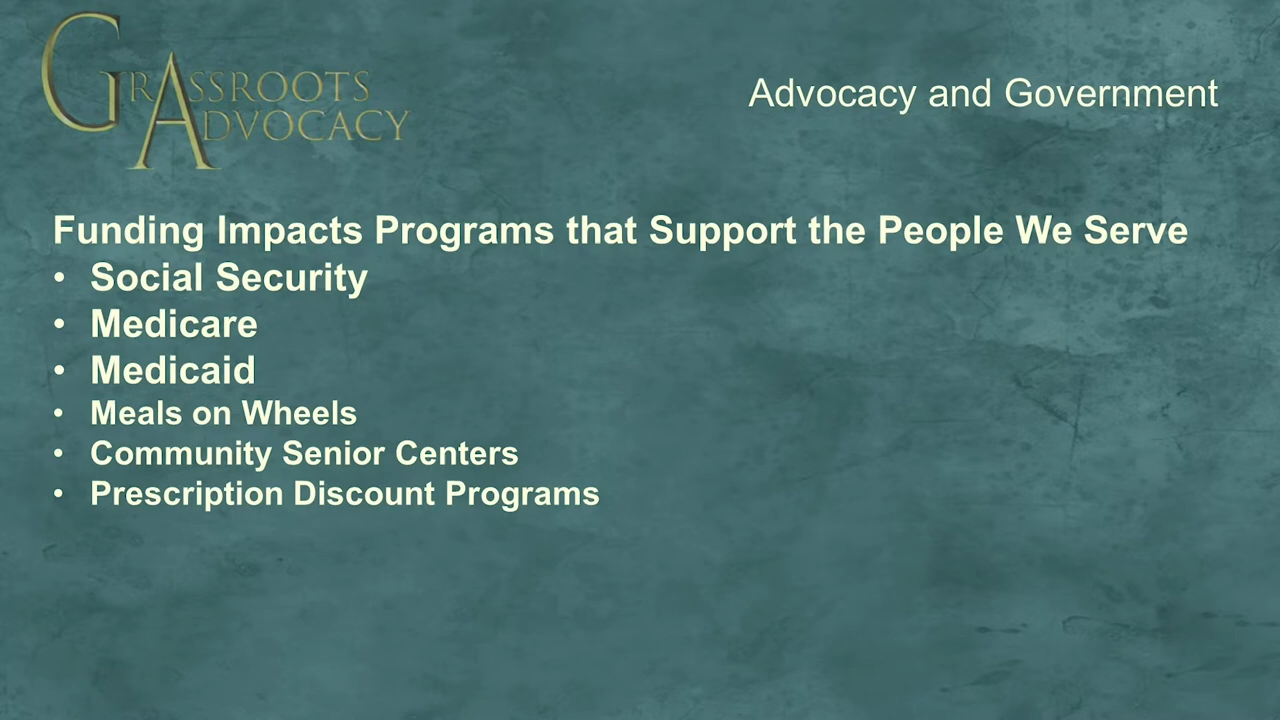 GRASSROOTS
ADVOCACY
Advocacy and Government
Funding Impacts Programs that Support the People We Serve
• Social Security
• Medicare
• Medicaid
• Meals on Wheels
• Community Senior Centers
• Prescription Discount Programs